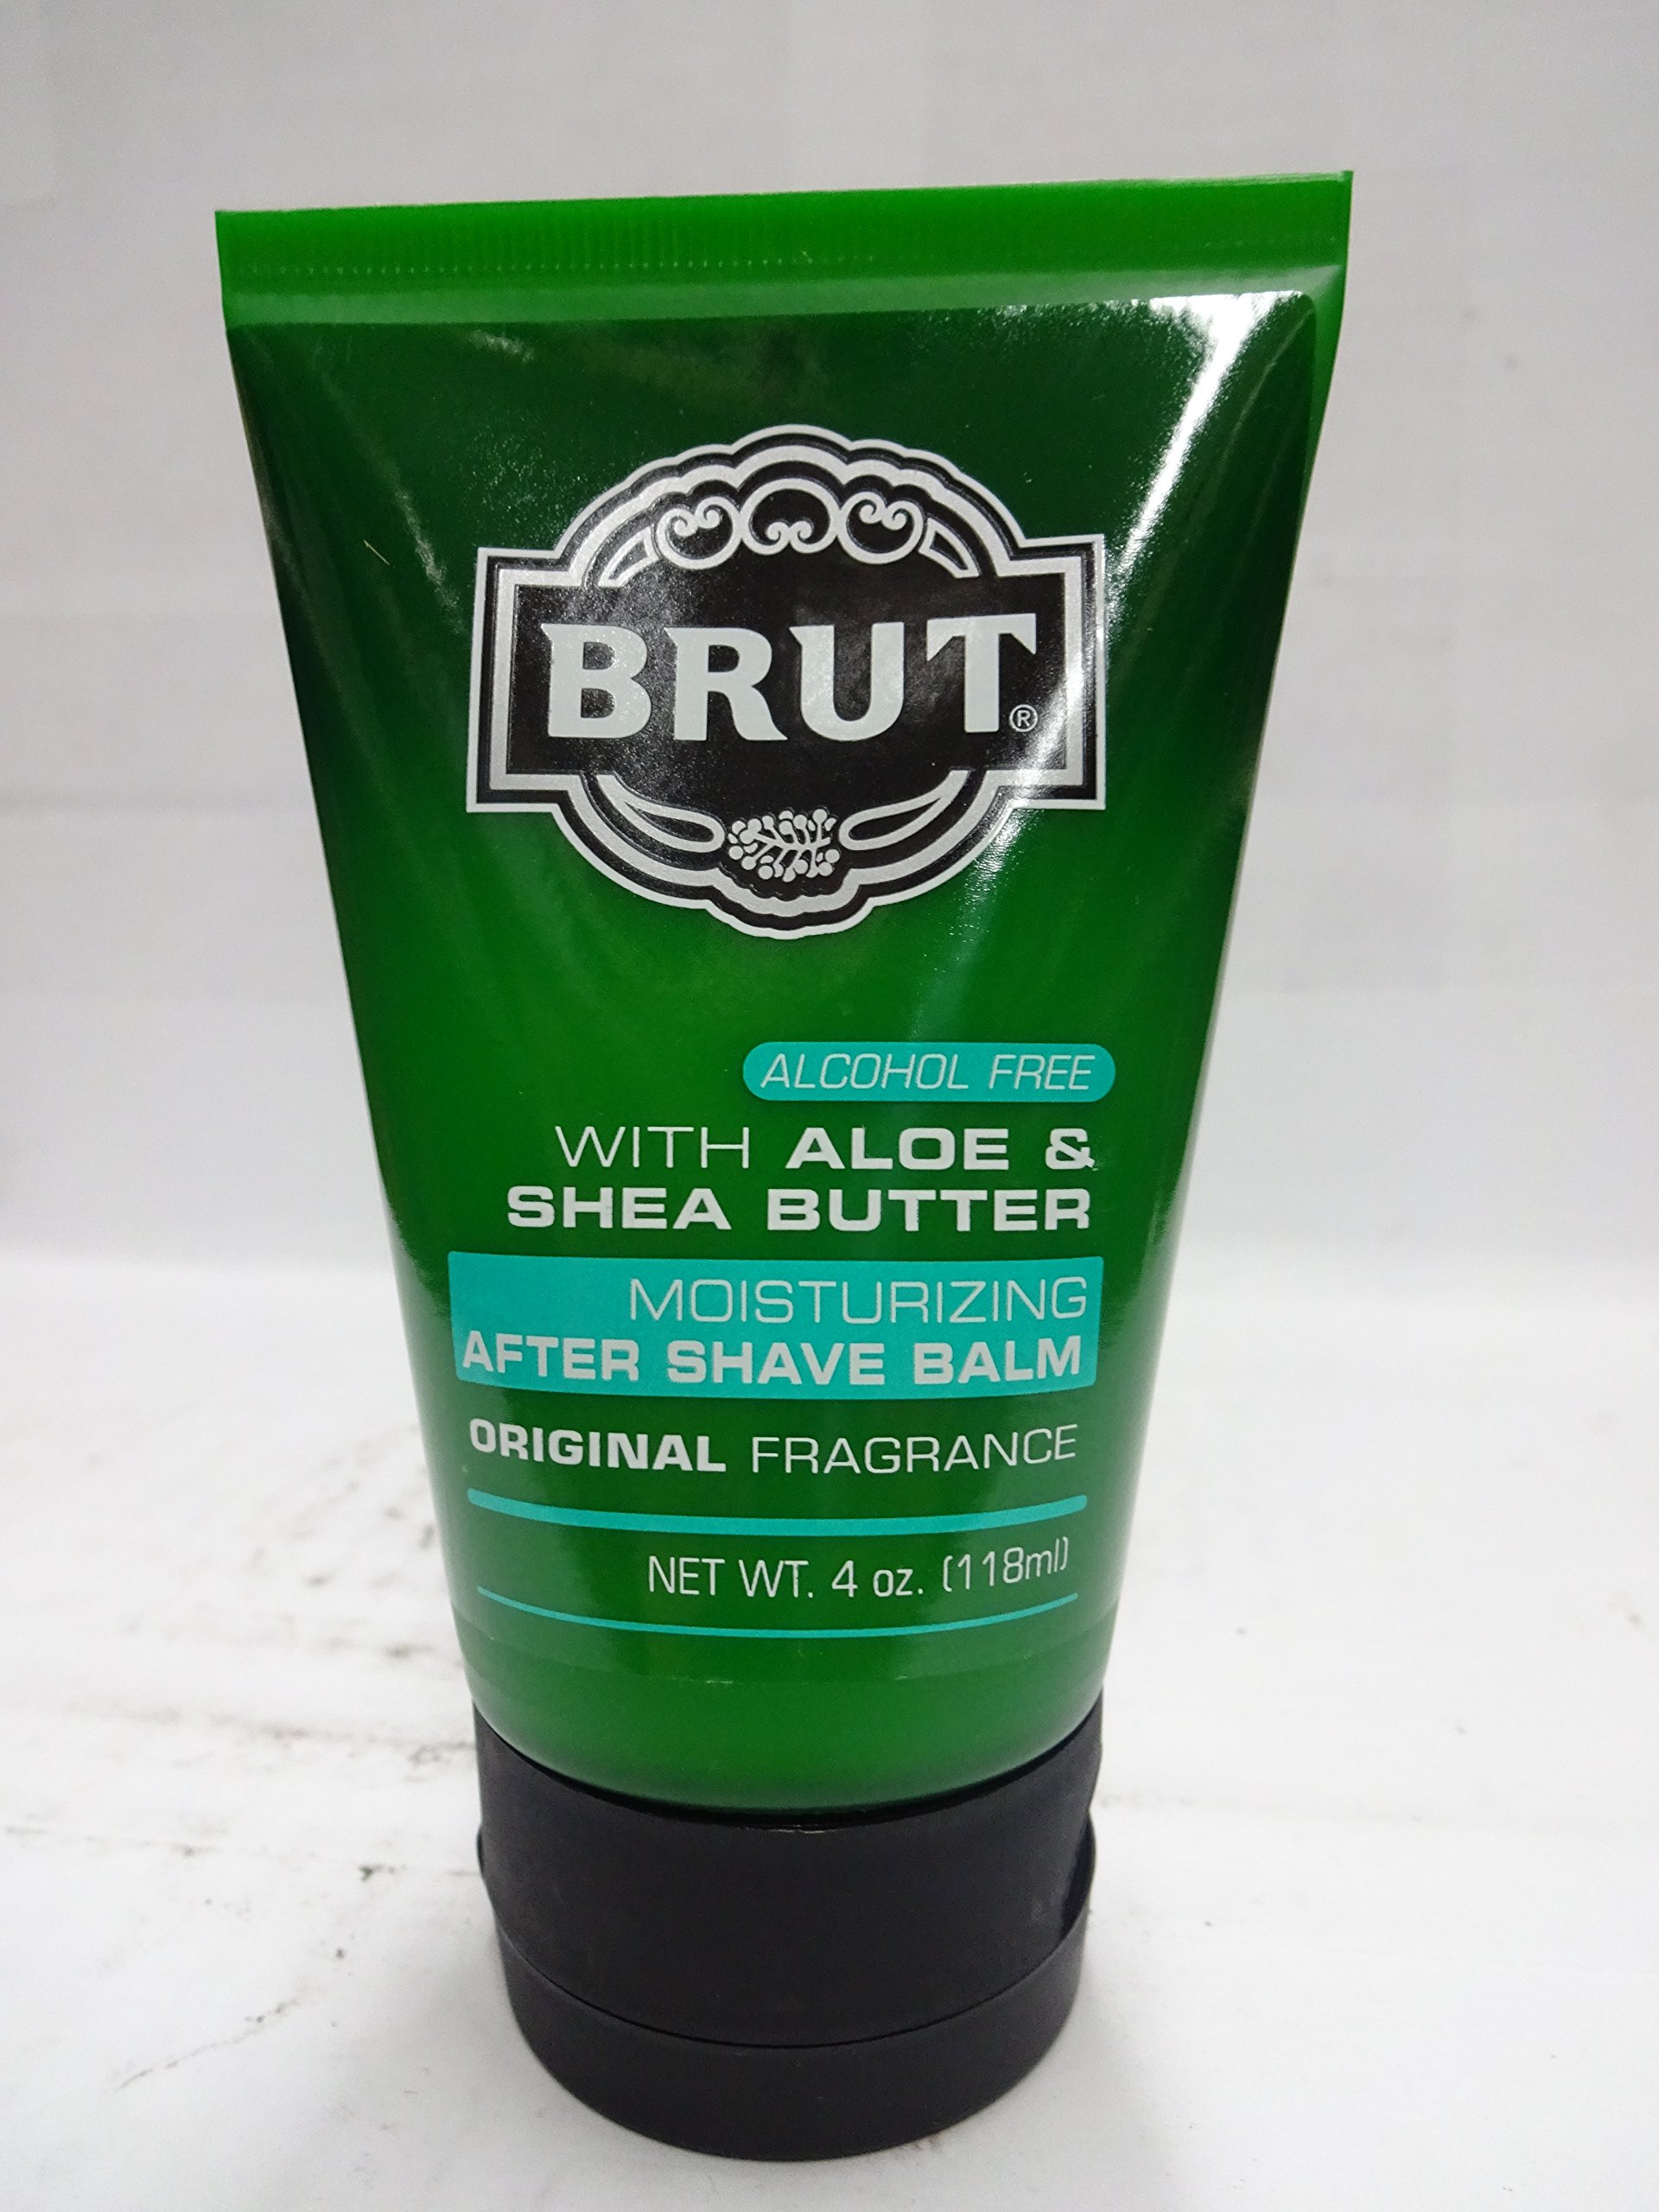 BRUT®
ALCOHOL FREE
WITH ALOE &
SHEA BUTTER
MOISTURIZING
AFTER SHAVE BALM
ORIGINAL FRAGRANCE
NET WT. 4 oz. (118ml)